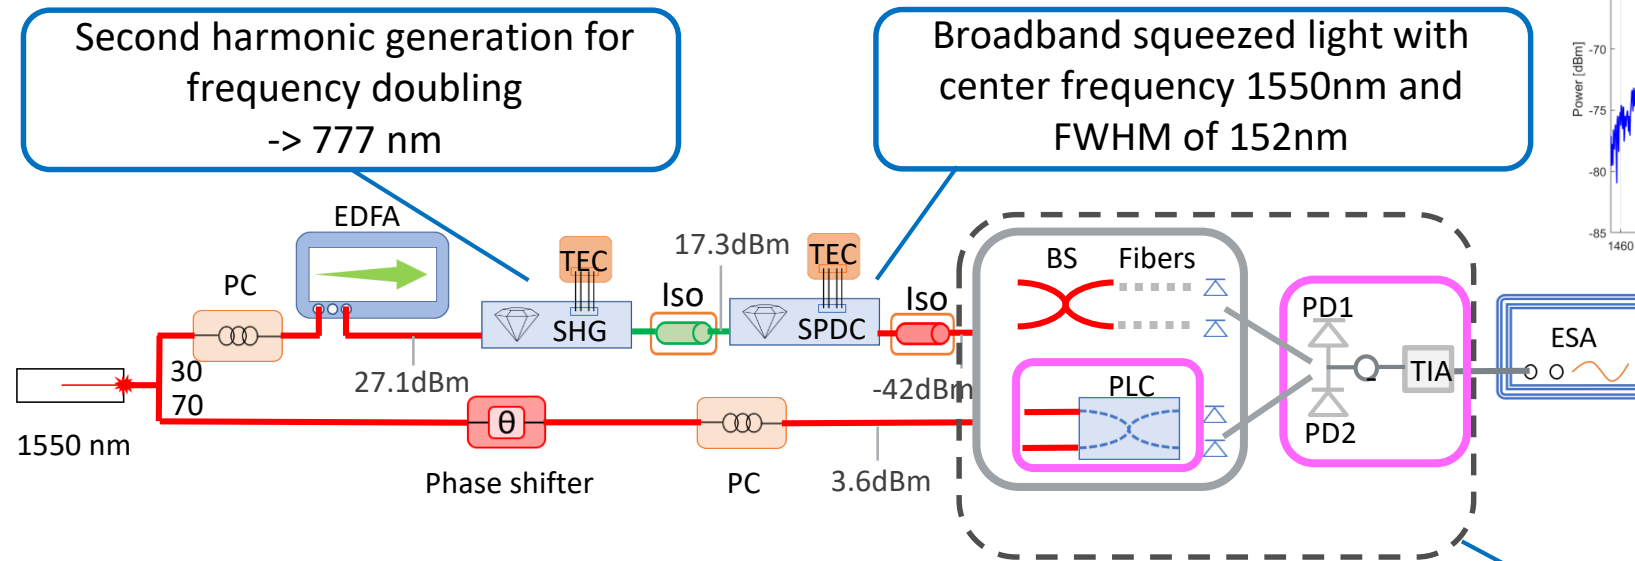 Second harmonic generation for
frequency doubling
-> 777 nm
Broadband squeezed light with
center frequency 1550nm and
FWHM of 152nm
Power [dBm]
-70
-75
-80
-85
1460
EDFA
PC
TEC
17.3dBm
TEC
Iso
Iso
SHG
SPDC
BS
Fibers
PD1
ESA
30
70
27.1dBm
-42dBm
PLC
TIA
1550 nm
θ
PD2
Phase shifter
PC
3.6dBm
-